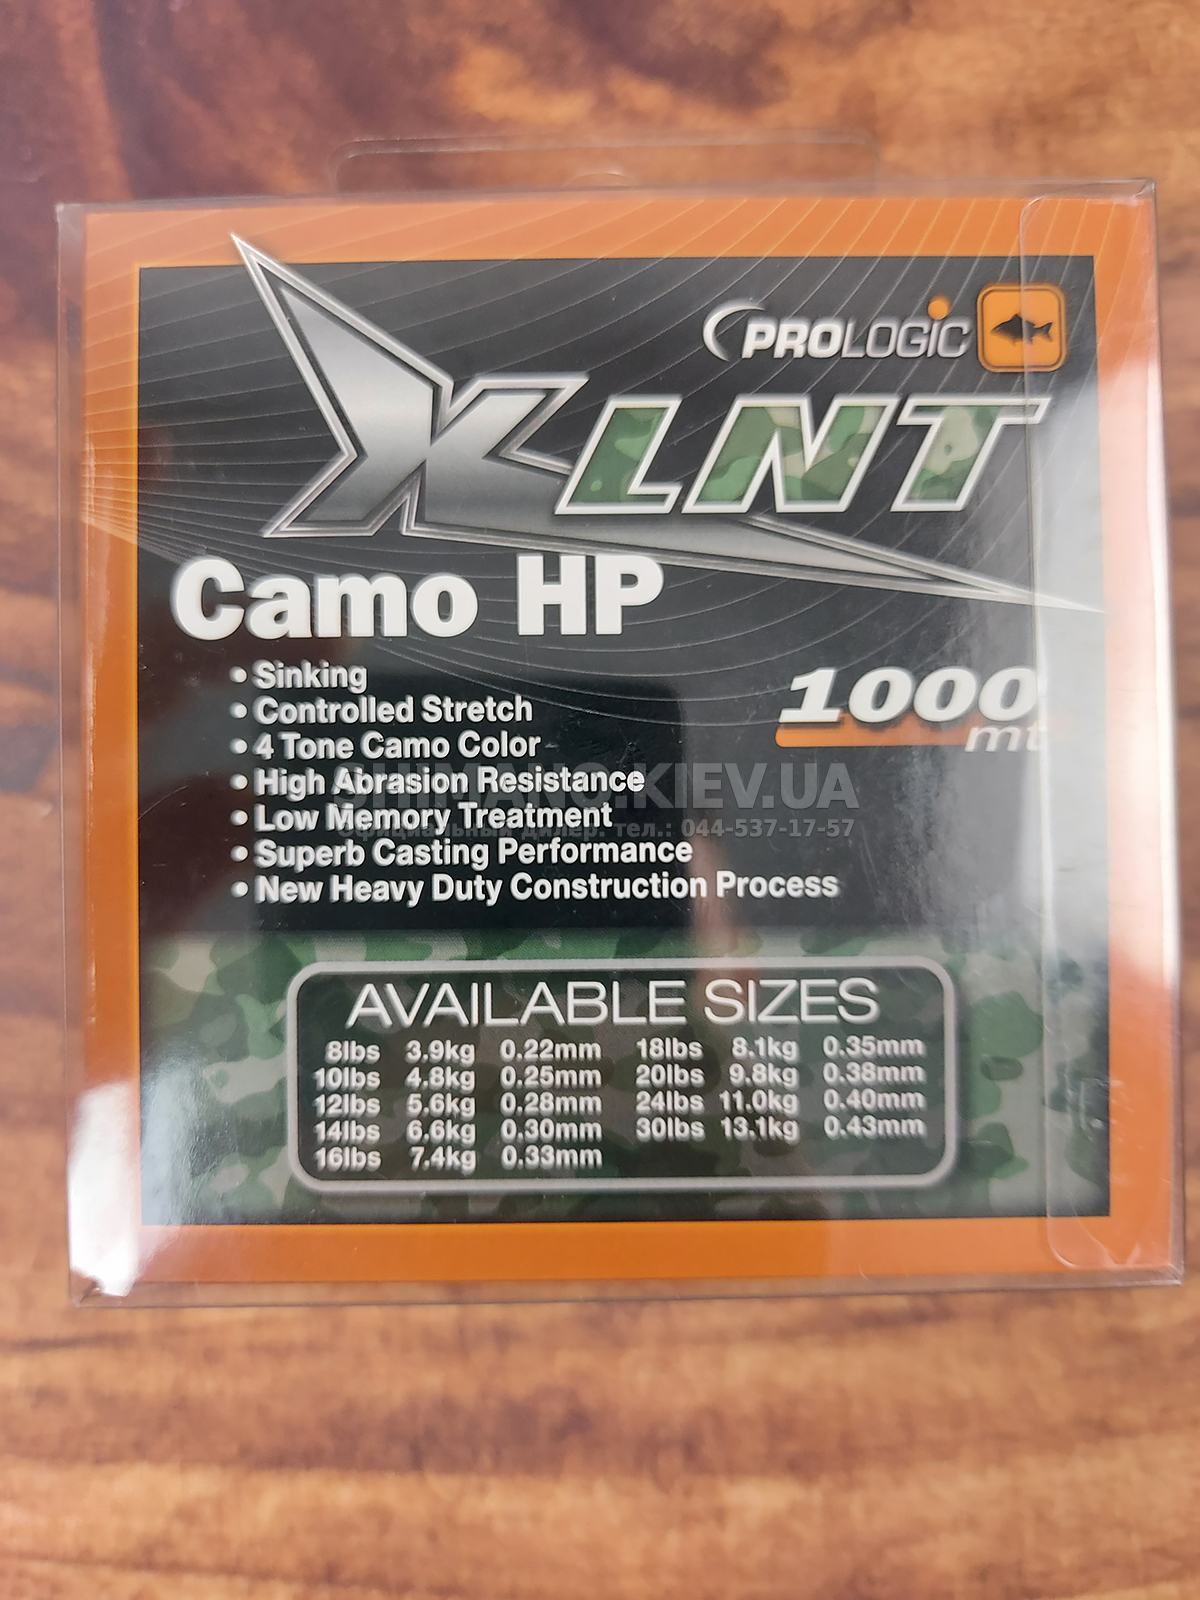 PROLOGIC
XLNT
Camo HP
• Sinking
• Controlled Stretch
• 4 Tone Camo Color
• High Abrasion Resistance
• Low Memory Treatment
• Superb Casting Performance
• New Heavy Duty Construction Process
1000
mt
SHIMANO.KIEV.UA
Официальный дилер. тел.: 044-537-17-57
AVAILABLE SIZES
8lbs 3.9kg 0.22mm 18lbs 8.1kg 0.35mm
10lbs 4.8kg 0.25mm 20lbs 9.8kg 0.38mm
12lbs 5.6kg 0.28mm 24lbs 11.0kg 0.40mm
14lbs 6.6kg 0.30mm 30lbs 13.1kg 0.43mm
16lbs 7.4kg 0.33mm